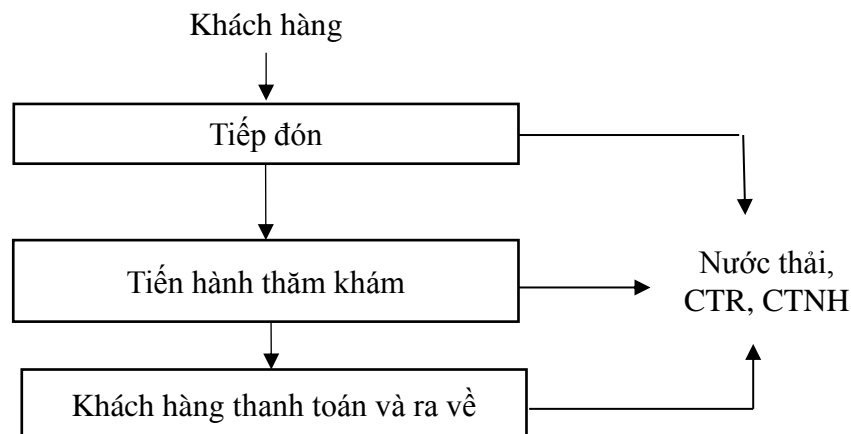 Khách hàng
Tiếp đón
Tiến hành thăm khám
Nước thải,
CTR, CTNH
Khách hàng thanh toán và ra về